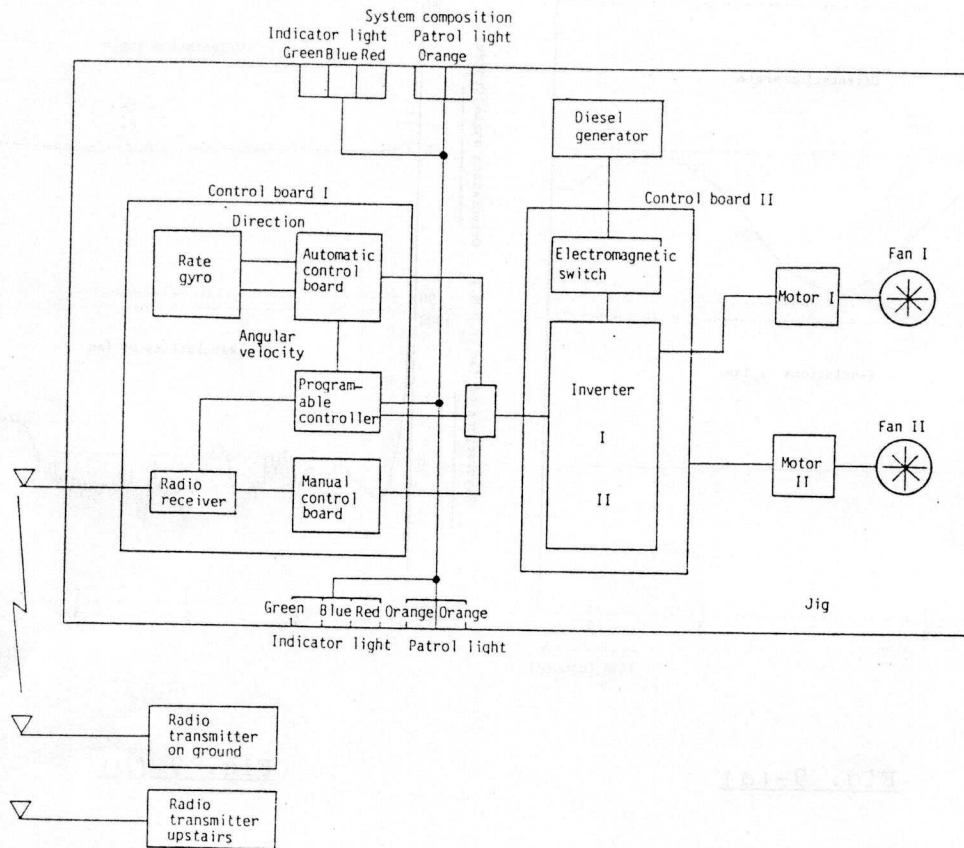 System composition
Indicator light Patrol light
Green Blue Red Orange
Diesel
generator
Control board I
Control board II
Direction
Rate
gyro
Automatic
control
board
Electromagnetic
switch
Fan I
Motor I
Angular
velocity
Program-
able
controller
Inverter
I
II
Fan II
Motor
II
Radio
receiver
Manual
control
board
Green Blue Red Orange Orange
Indicator light Patrol light
Jig
Radio
transmitter
on ground
Radio
transmitter
upstairs
Fig. 9-(a)